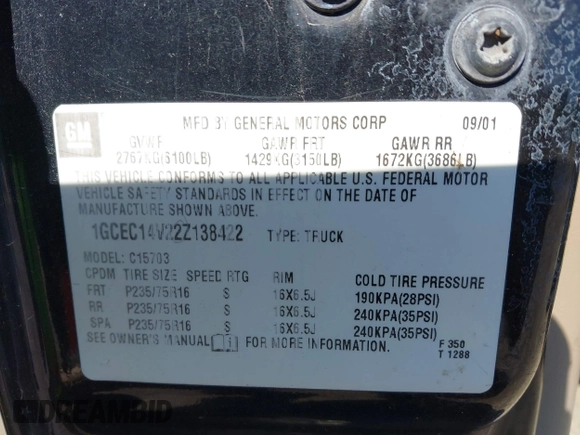 GM
MFD BY GENERAL MOTORS CORP 09/01
GVWR GAWR FRT GAWR RR
2767KG(6100LB) 1429KG(3150LB) 1672KG(3686LB)
THIS VEHICLE CONFORMS TO ALL APPLICABLE U.S. FEDERAL MOTOR
VEHICLE SAFETY STANDARDS IN EFFECT ON THE DATE OF
MANUFACTURE SHOWN ABOVE.
1GCEC14V22Z138422 TYPE: TRUCK
MODEL: C15703
CPDM TIRE SIZE SPEED RTG RIM COLD TIRE PRESSURE
FRT P235/75R16 S 16X6.5J 190KPA(28PSI)
RR P235/75R16 S 16X6.5J 240KPA(35PSI)
SPA P235/75R16 S 16X6.5J 240KPA(35PSI)
SEE OWNER'S MANUAL FOR MORE INFORMATION.
F 350
T 1288
DREAMBID